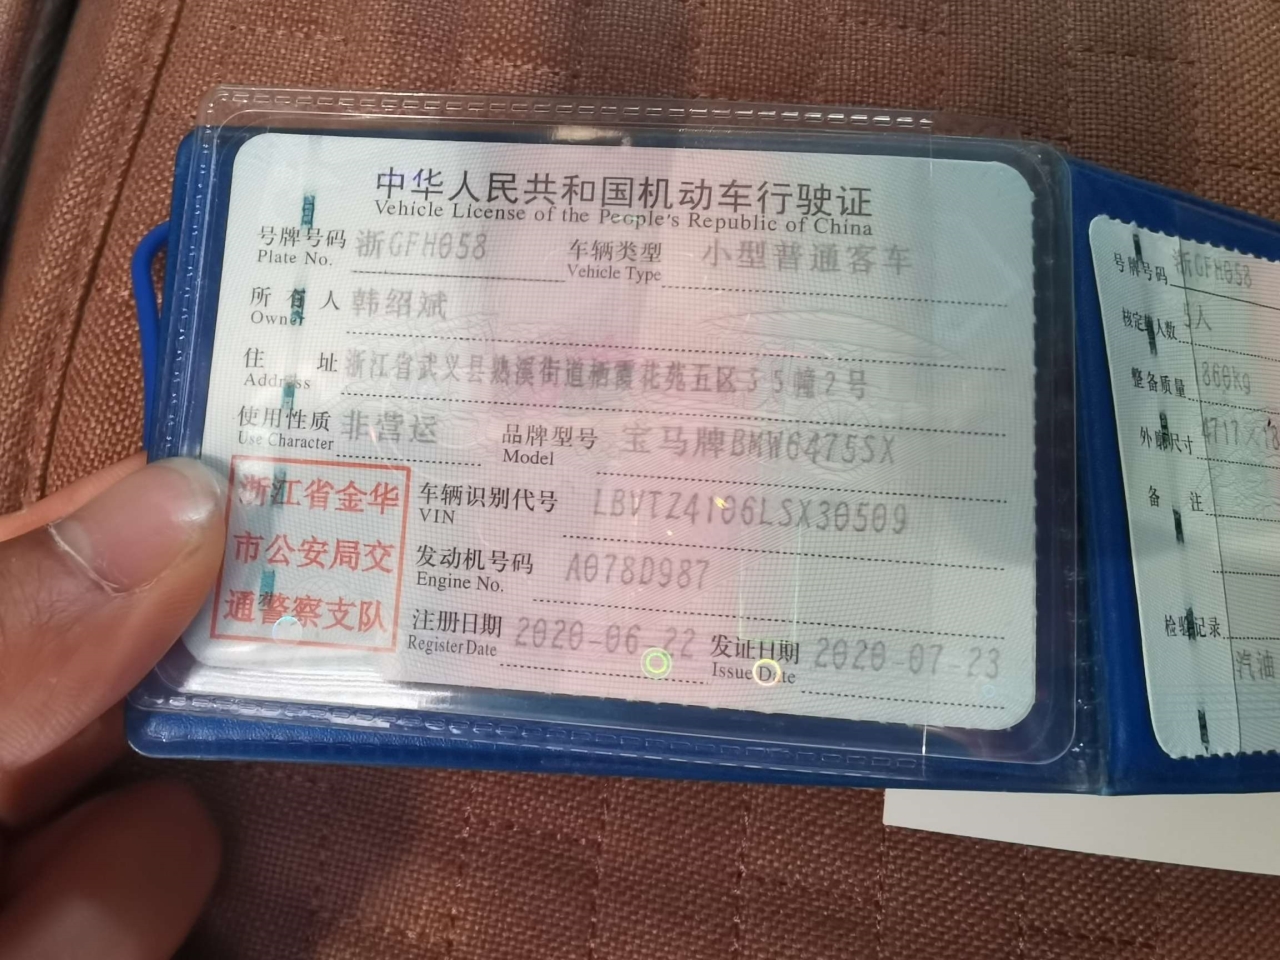 中华人民共和国机动车行驶证
Vehicle License of the People's Republic of China
号牌号码 浙GFH058 车辆类型 小型普通客车
Plate No. Vehicle Type
所有人 韩绍斌
Owner
住址 浙江省武义县熟溪街道栖霞花苑五区35幢2号
Address
使用性质 非营运 品牌型号 宝马牌BMW6475SX
Use Character Model
浙江省金华
市公安局交
通警察支队
车辆识别代号 LBVTZ4106LSX30509
VIN
发动机号码 A078D987
Engine No.
注册日期 2020-06-22 发证日期 2020-07-23
Register Date Issue Date
号牌号码 浙GFH058
核定载人数 5人
整备质量 860kg
外廓尺寸 4717×
备注
检验记录
汽油